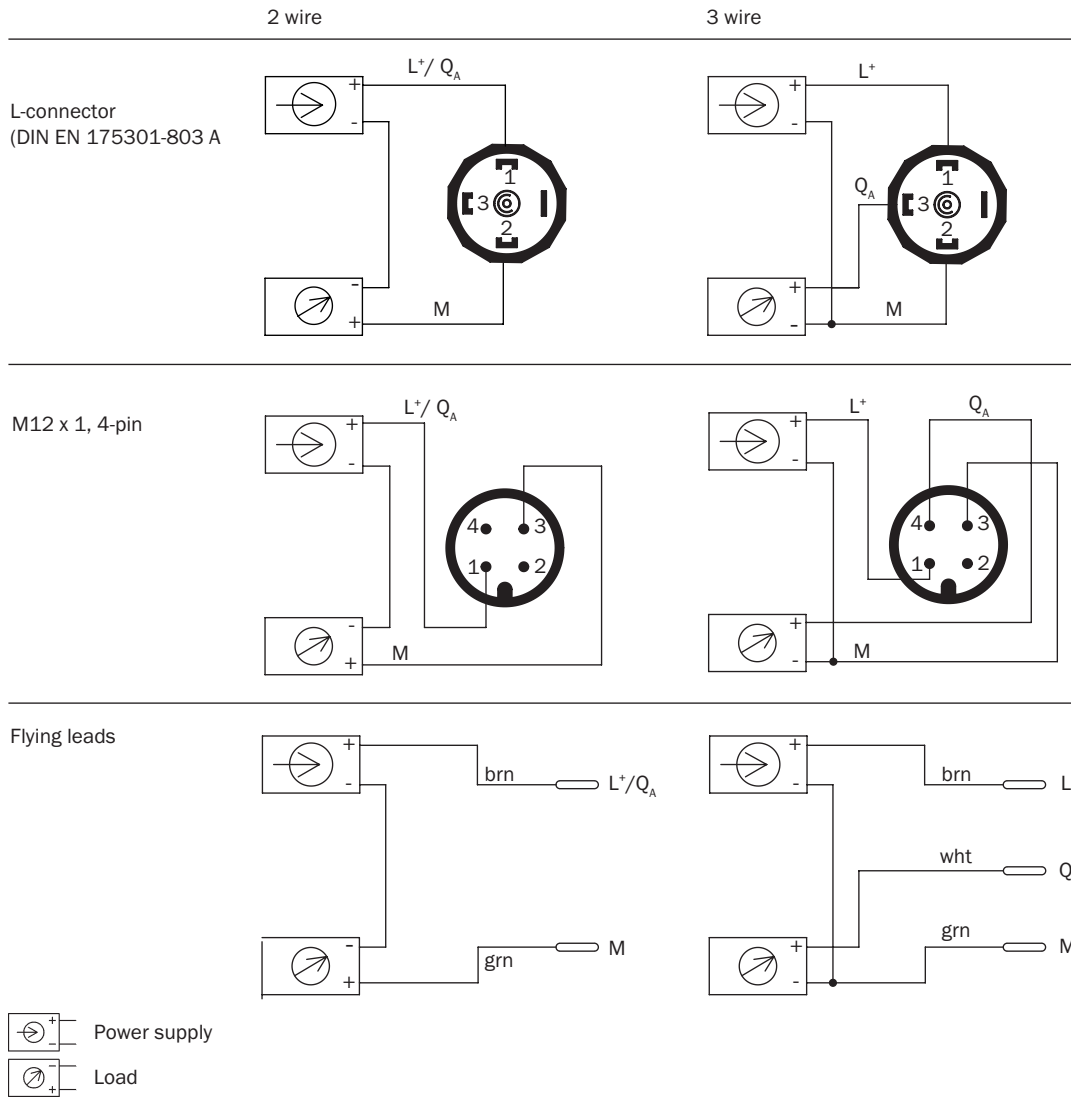 2 wire
3 wire
L-connector
(DIN EN 175301-803 A
+
-
L⁺/ Q_A
1
3
2
-
+
M
+
-
L⁺
Q_A
1
3
2
+
-
M
M12 x 1, 4-pin
+
-
L⁺/ Q_A
4
3
1
2
-
+
M
+
-
L⁺
Q_A
4
3
1
2
+
-
M
Flying leads
+
-
brn
L⁺/Q_A
-
+
grn
M
+
-
brn
L
wht
Q
+
-
grn
M
+
-
Power supply
-
+
Load